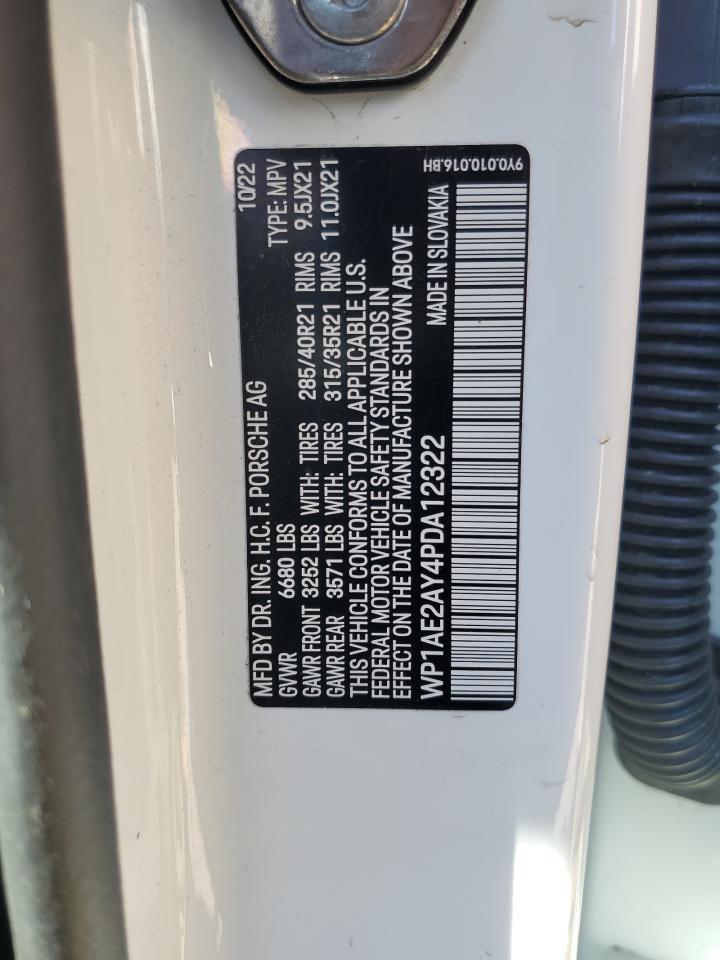 MFD BY DR. ING. H.C. F. PORSCHE AG 10/22
GVWR 6680 LBS TYPE: MPV
GAWR FRONT 3252 LBS WITH: TIRES 285/40R21 RIMS 9.5JX21
GAWR REAR 3571 LBS WITH: TIRES 315/35R21 RIMS 11.0JX21
THIS VEHICLE CONFORMS TO ALL APPLICABLE U.S.
FEDERAL MOTOR VEHICLE SAFETY STANDARDS IN
EFFECT ON THE DATE OF MANUFACTURE SHOWN ABOVE
WP1AE2AY4PDA12322 MADE IN SLOVAKIA
9Y0.010.016.BH